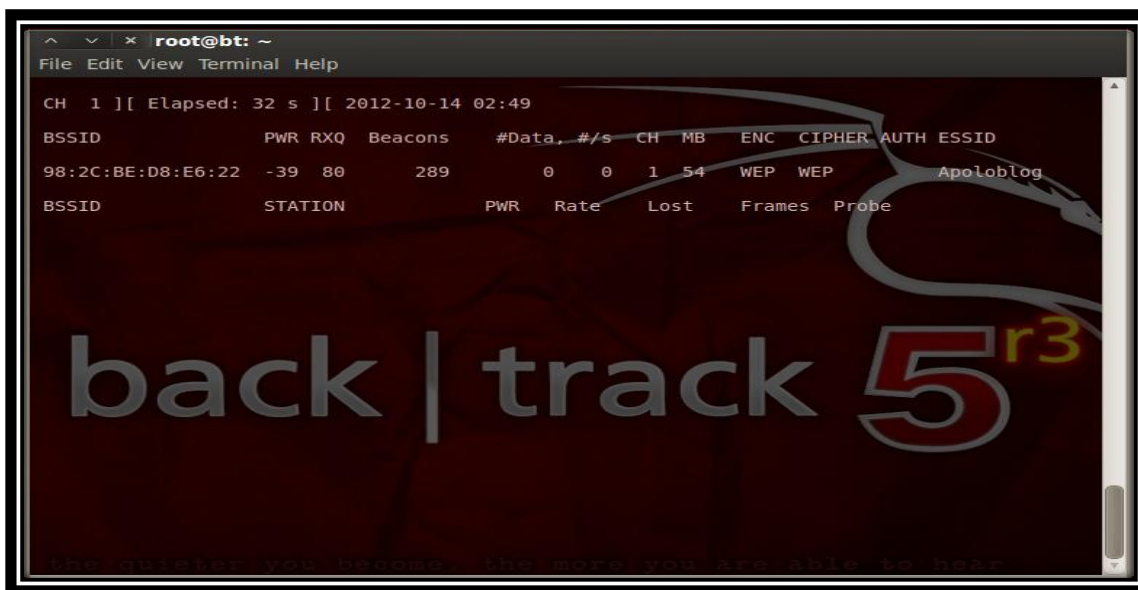 root@bt: ~
File Edit View Terminal Help
CH 1 ][ Elapsed: 32 s ][ 2012-10-14 02:49
BSSID PWR RXQ Beacons #Data, #/s CH MB ENC CIPHER AUTH ESSID
98:2C:BE:D8:E6:22 -39 80 289 0 0 1 54 WEP WEP Apoloblog
BSSID STATION PWR Rate Lost Frames Probe
back | track 5 r3
the quieter you become, the more you are able to hear